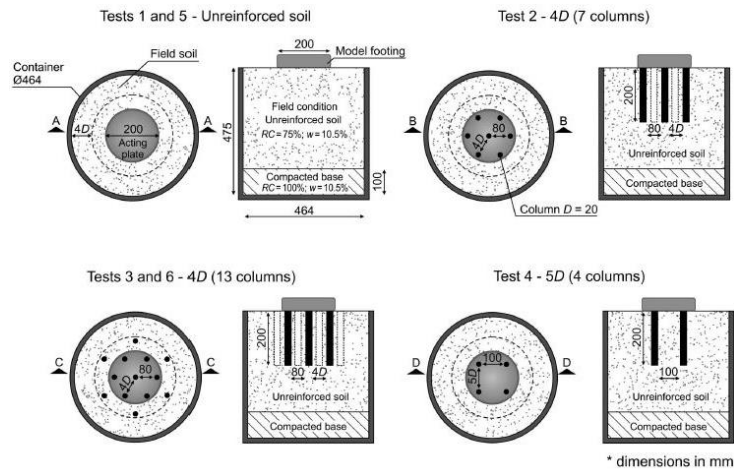 Tests 1 and 5 - Unreinforced soil
Container
Ø464
Field soil
A
A
4D
200
Acting
plate
200
Model footing
475
Field condition
Unreinforced soil
RC= 75%; w = 10.5%
Compacted base
RC= 100%; w = 10.5%
100
464
Test 2 - 4D (7 columns)
B
B
80
4D
Column D = 20
200
80
4D
Unreinforced soil
Compacted base
Tests 3 and 6 - 4D (13 columns)
C
C
80
4D
200
80
4D
Unreinforced soil
Compacted base
Test 4 - 5D (4 columns)
D
D
100
5D
200
100
Unreinforced soil
Compacted base
* dimensions in mm